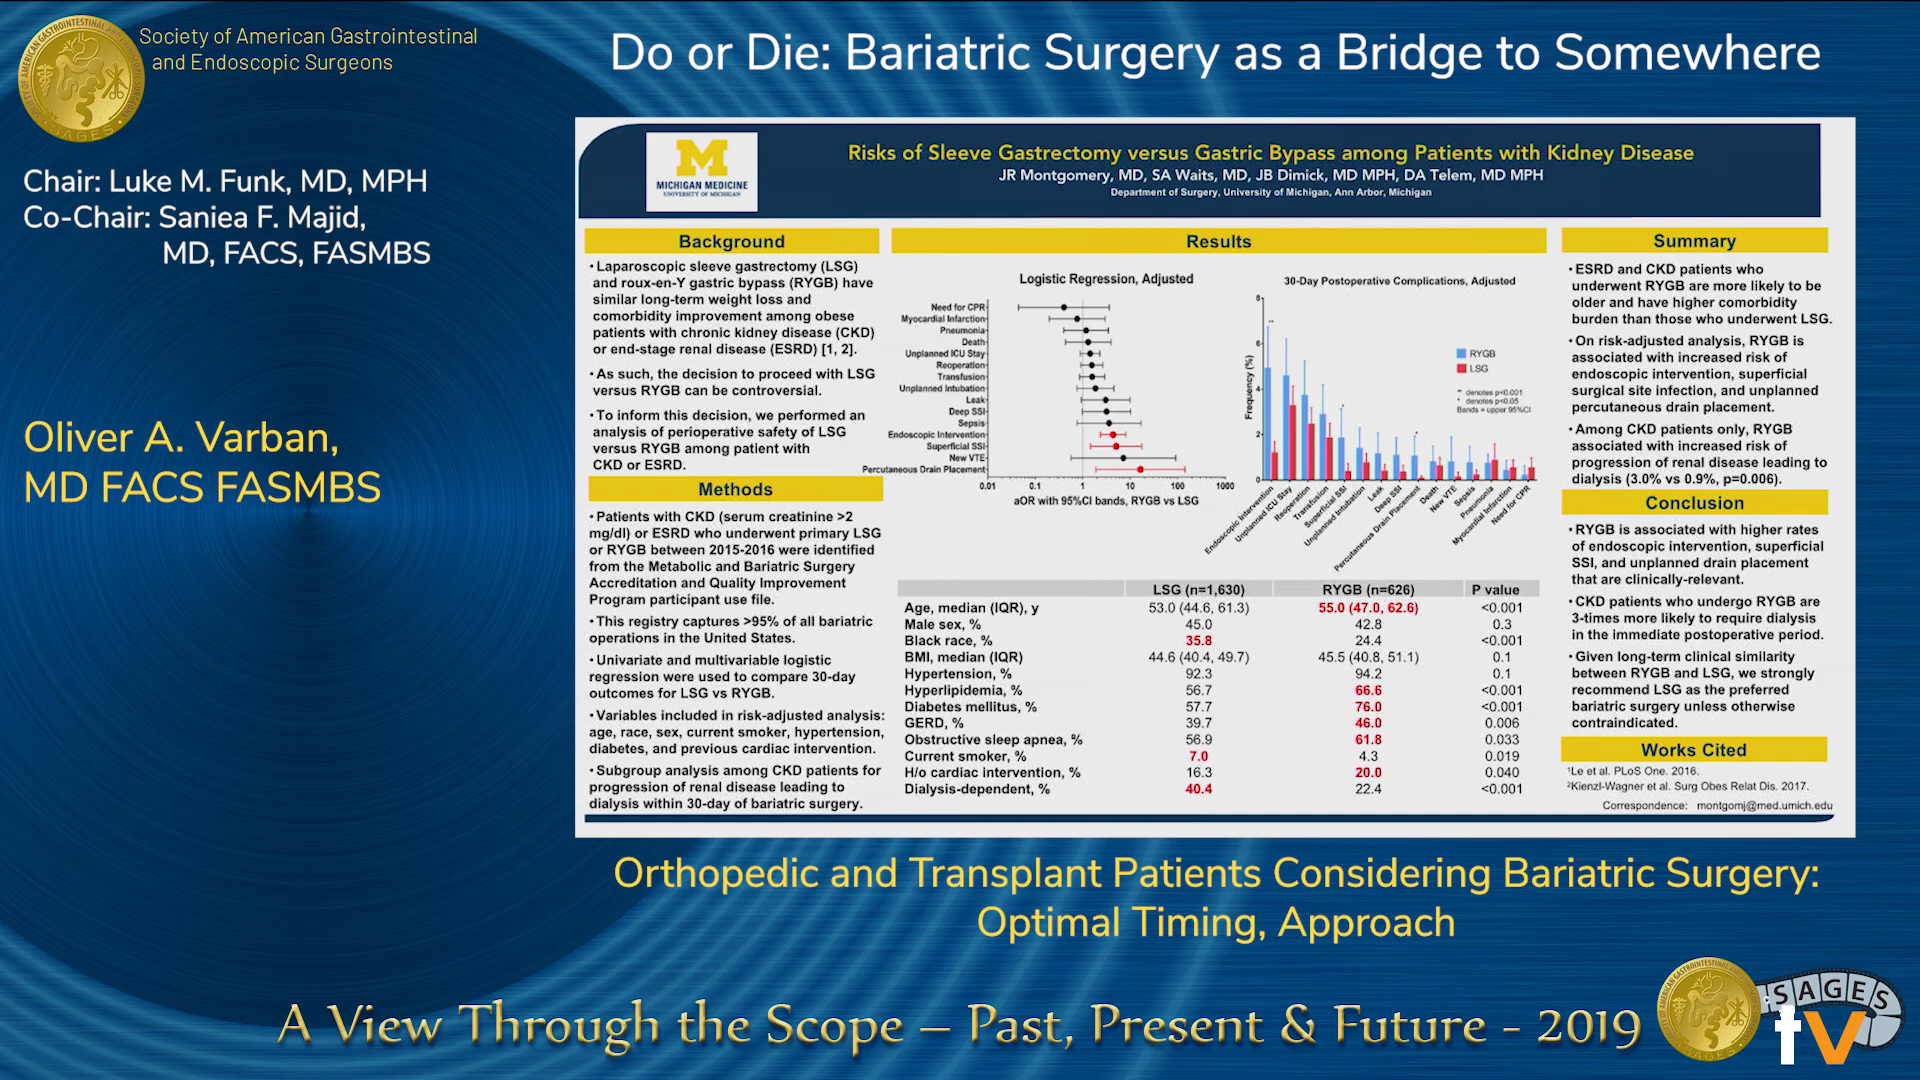 Society of American Gastrointestinal
and Endoscopic Surgeons
Do or Die: Bariatric Surgery as a Bridge to Somewhere
Chair: Luke M. Funk, MD, MPH
Co-Chair: Saniea F. Majid,
MD, FACS, FASMBS
Oliver A. Varban,
MD FACS FASMBS
M
MICHIGAN MEDICINE
UNIVERSITY OF MICHIGAN
Risks of Sleeve Gastrectomy versus Gastric Bypass among Patients with Kidney Disease
JR Montgomery, MD, SA Waits, MD, JB Dimick, MD MPH, DA Telem, MD MPH
Department of Surgery, University of Michigan, Ann Arbor, Michigan
Background
• Laparoscopic sleeve gastrectomy (LSG)
and roux-en-Y gastric bypass (RYGB) have
similar long-term weight loss and
comorbidity improvement among obese
patients with chronic kidney disease (CKD)
or end-stage renal disease (ESRD) [1, 2].
• As such, the decision to proceed with LSG
versus RYGB can be controversial.
• To inform this decision, we performed an
analysis of perioperative safety of LSG
versus RYGB among patient with
CKD or ESRD.
Methods
• Patients with CKD (serum creatinine >2
mg/dl) or ESRD who underwent primary LSG
or RYGB between 2015-2016 were identified
from the Metabolic and Bariatric Surgery
Accreditation and Quality Improvement
Program participant use file.
• This registry captures >95% of all bariatric
operations in the United States.
• Univariate and multivariable logistic
regression were used to compare 30-day
outcomes for LSG vs RYGB.
• Variables included in risk-adjusted analysis:
age, race, sex, current smoker, hypertension,
diabetes, and previous cardiac intervention.
• Subgroup analysis among CKD patients for
progression of renal disease leading to
dialysis within 30-day of bariatric surgery.
Results
Logistic Regression, Adjusted
Need for CPR
Myocardial Infarction
Pneumonia
Death
Unplanned ICU Stay
Reoperation
Transfusion
Unplanned Intubation
Leak
Deep SSI
Sepsis
Endoscopic Intervention
Superficial SSI
New VTE
Percutaneous Drain Placement
0.01 0.1 1 10 100 1000
aOR with 95%CI bands, RYGB vs LSG
30-Day Postoperative Complications, Adjusted
Frequency (%)
8
6
4
2
0
RYGB
LSG
** denotes p<0.001
* denotes p<0.05
Bands = upper 95%CI
Endoscopic Intervention
Unplanned ICU Stay
Reoperation
Transfusion
Superficial SSI
Unplanned Intubation
Leak
Deep SSI
Percutaneous Drain Placement
Death
New VTE
Sepsis
Pneumonia
Myocardial Infarction
Need for CPR
LSG (n=1,630) RYGB (n=626) P value
Age, median (IQR), y 53.0 (44.6, 61.3) 55.0 (47.0, 62.6) <0.001
Male sex, % 45.0 42.8 0.3
Black race, % 35.8 24.4 <0.001
BMI, median (IQR) 44.6 (40.4, 49.7) 45.5 (40.8, 51.1) 0.1
Hypertension, % 92.3 94.2 0.1
Hyperlipidemia, % 56.7 66.6 <0.001
Diabetes mellitus, % 57.7 76.0 <0.001
GERD, % 39.7 46.0 0.006
Obstructive sleep apnea, % 56.9 61.8 0.033
Current smoker, % 7.0 4.3 0.019
H/o cardiac intervention, % 16.3 20.0 0.040
Dialysis-dependent, % 40.4 22.4 <0.001
Summary
• ESRD and CKD patients who
underwent RYGB are more likely to be
older and have higher comorbidity
burden than those who underwent LSG.
• On risk-adjusted analysis, RYGB is
associated with increased risk of
endoscopic intervention, superficial
surgical site infection, and unplanned
percutaneous drain placement.
• Among CKD patients only, RYGB
associated with increased risk of
progression of renal disease leading to
dialysis (3.0% vs 0.9%, p=0.006).
Conclusion
• RYGB is associated with higher rates
of endoscopic intervention, superficial
SSI, and unplanned drain placement
that are clinically-relevant.
• CKD patients who undergo RYGB are
3-times more likely to require dialysis
in the immediate postoperative period.
• Given long-term clinical similarity
between RYGB and LSG, we strongly
recommend LSG as the preferred
bariatric surgery unless otherwise
contraindicated.
Works Cited
¹Le et al. PLoS One. 2016.
²Kienzl-Wagner et al. Surg Obes Relat Dis. 2017.
Correspondence: montgomj@med.umich.edu
Orthopedic and Transplant Patients Considering Bariatric Surgery:
Optimal Timing, Approach
A View Through the Scope – Past, Present & Future - 2019
SAGES
tv